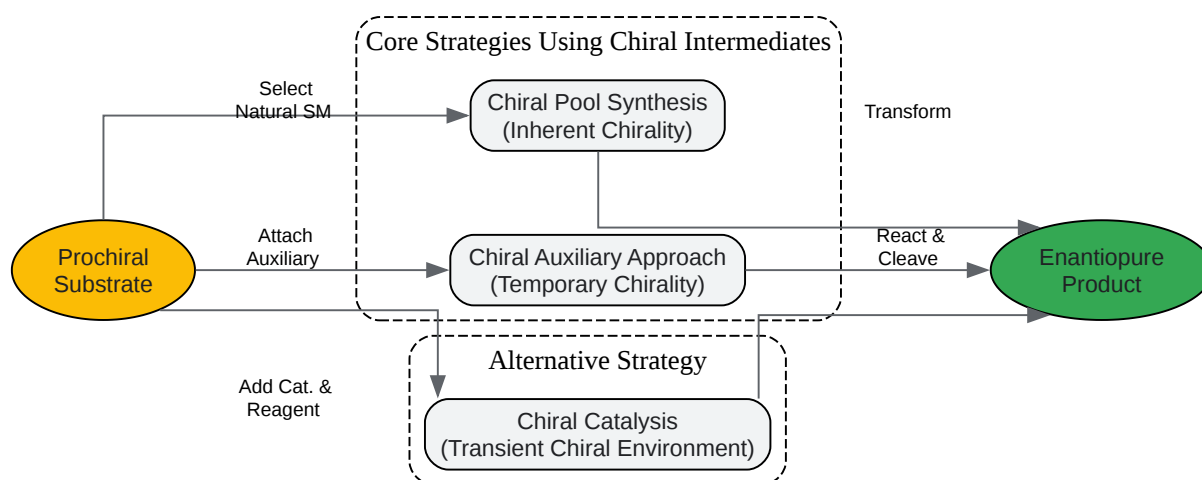 Core Strategies Using Chiral Intermediates
Select
Natural SM
Chiral Pool Synthesis
(Inherent Chirality)
Transform
Prochiral
Substrate
Attach
Auxiliary
Chiral Auxiliary Approach
(Temporary Chirality)
React &
Cleave
Enantiopure
Product
Alternative Strategy
Add Cat. &
Reagent
Chiral Catalysis
(Transient Chiral Environment)